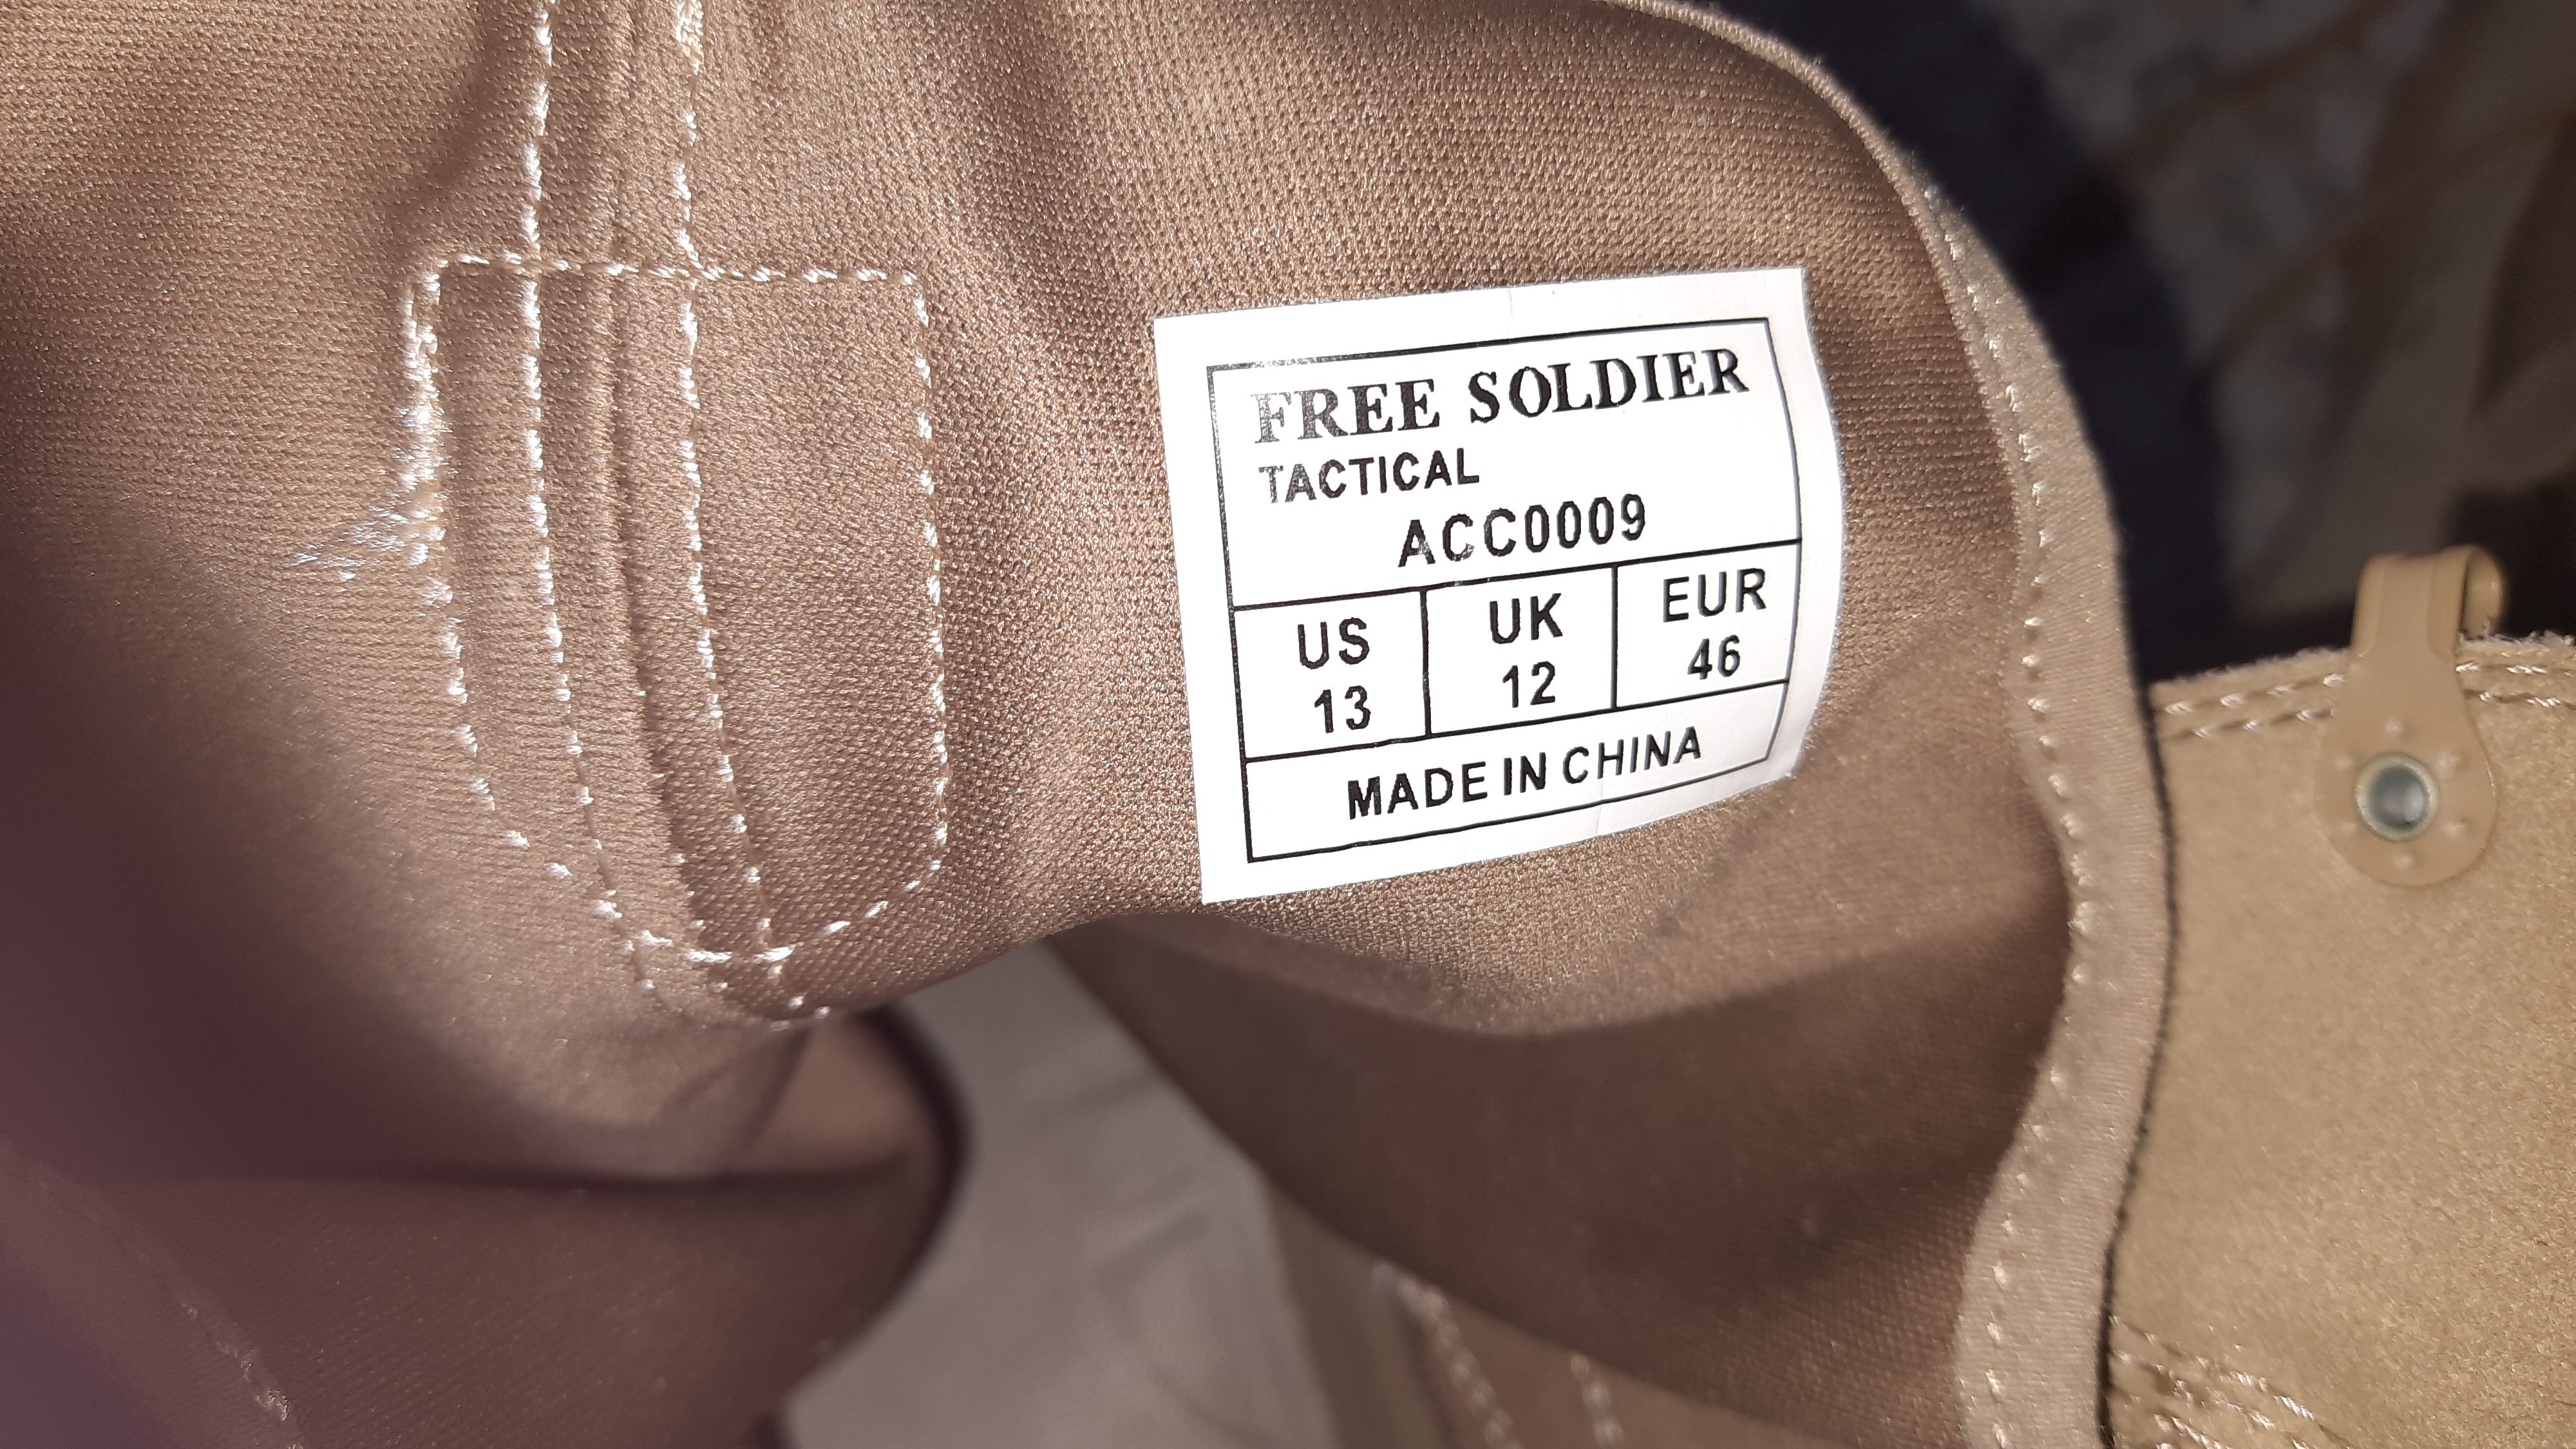 FREE SOLDIER
TACTICAL
ACC0009
US UK EUR
13 12 46
MADE IN CHINA